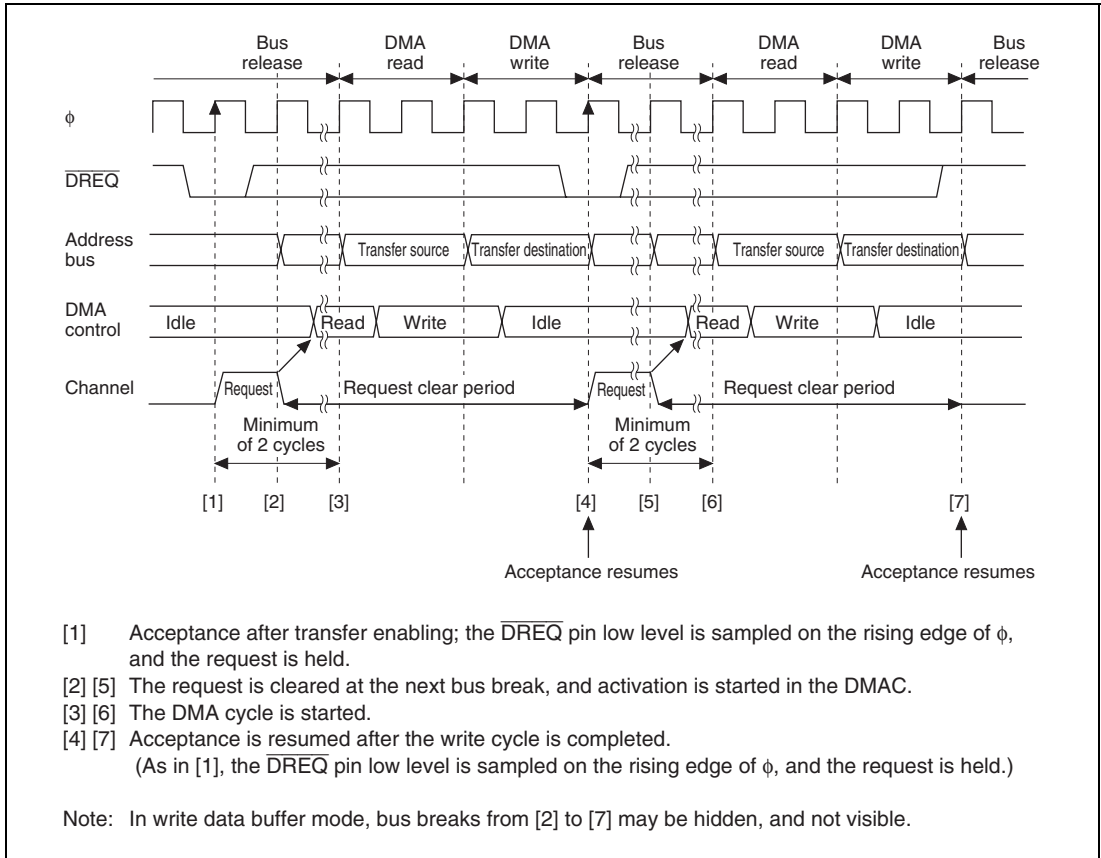 Bus release DMA read DMA write Bus release DMA read DMA write Bus release
φ
DREQ
Address bus Transfer source Transfer destination Transfer source Transfer destination
DMA control Idle Read Write Idle Read Write Idle
Channel Request Request clear period Request Request clear period
Minimum of 2 cycles Minimum of 2 cycles
[1] [2] [3] [4] [5] [6] [7]
Acceptance resumes Acceptance resumes
[1] Acceptance after transfer enabling; the DREQ pin low level is sampled on the rising edge of φ,
and the request is held.
[2] [5] The request is cleared at the next bus break, and activation is started in the DMAC.
[3] [6] The DMA cycle is started.
[4] [7] Acceptance is resumed after the write cycle is completed.
(As in [1], the DREQ pin low level is sampled on the rising edge of φ, and the request is held.)
Note: In write data buffer mode, bus breaks from [2] to [7] may be hidden, and not visible.